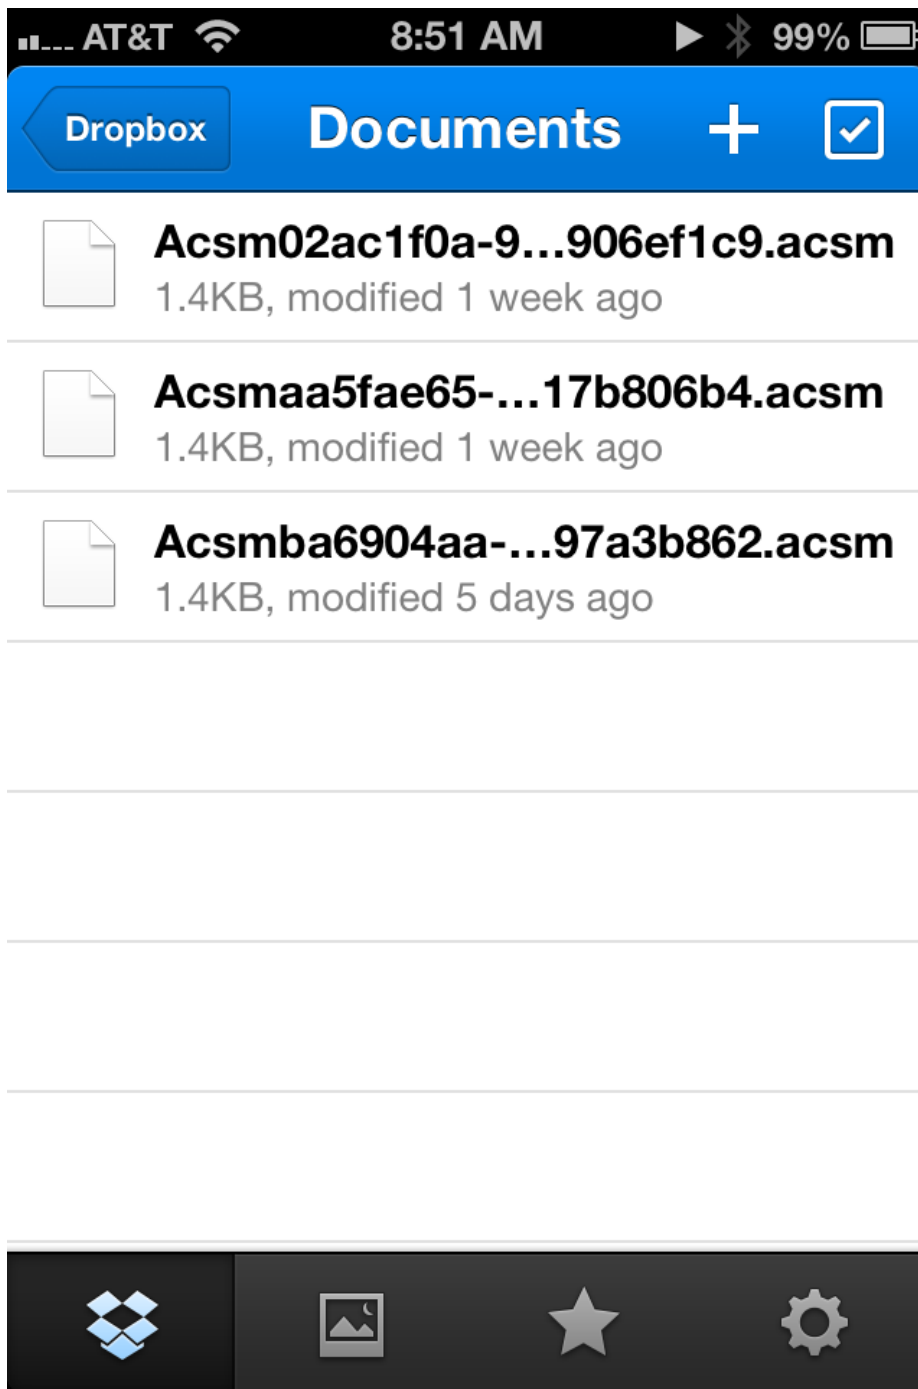 AT&T 8:51 AM 99%
Dropbox Documents
Acsm02ac1f0a-9...906ef1c9.acsm
1.4KB, modified 1 week ago
Acsmaa5fae65-...17b806b4.acsm
1.4KB, modified 1 week ago
Acsmba6904aa-...97a3b862.acsm
1.4KB, modified 5 days ago